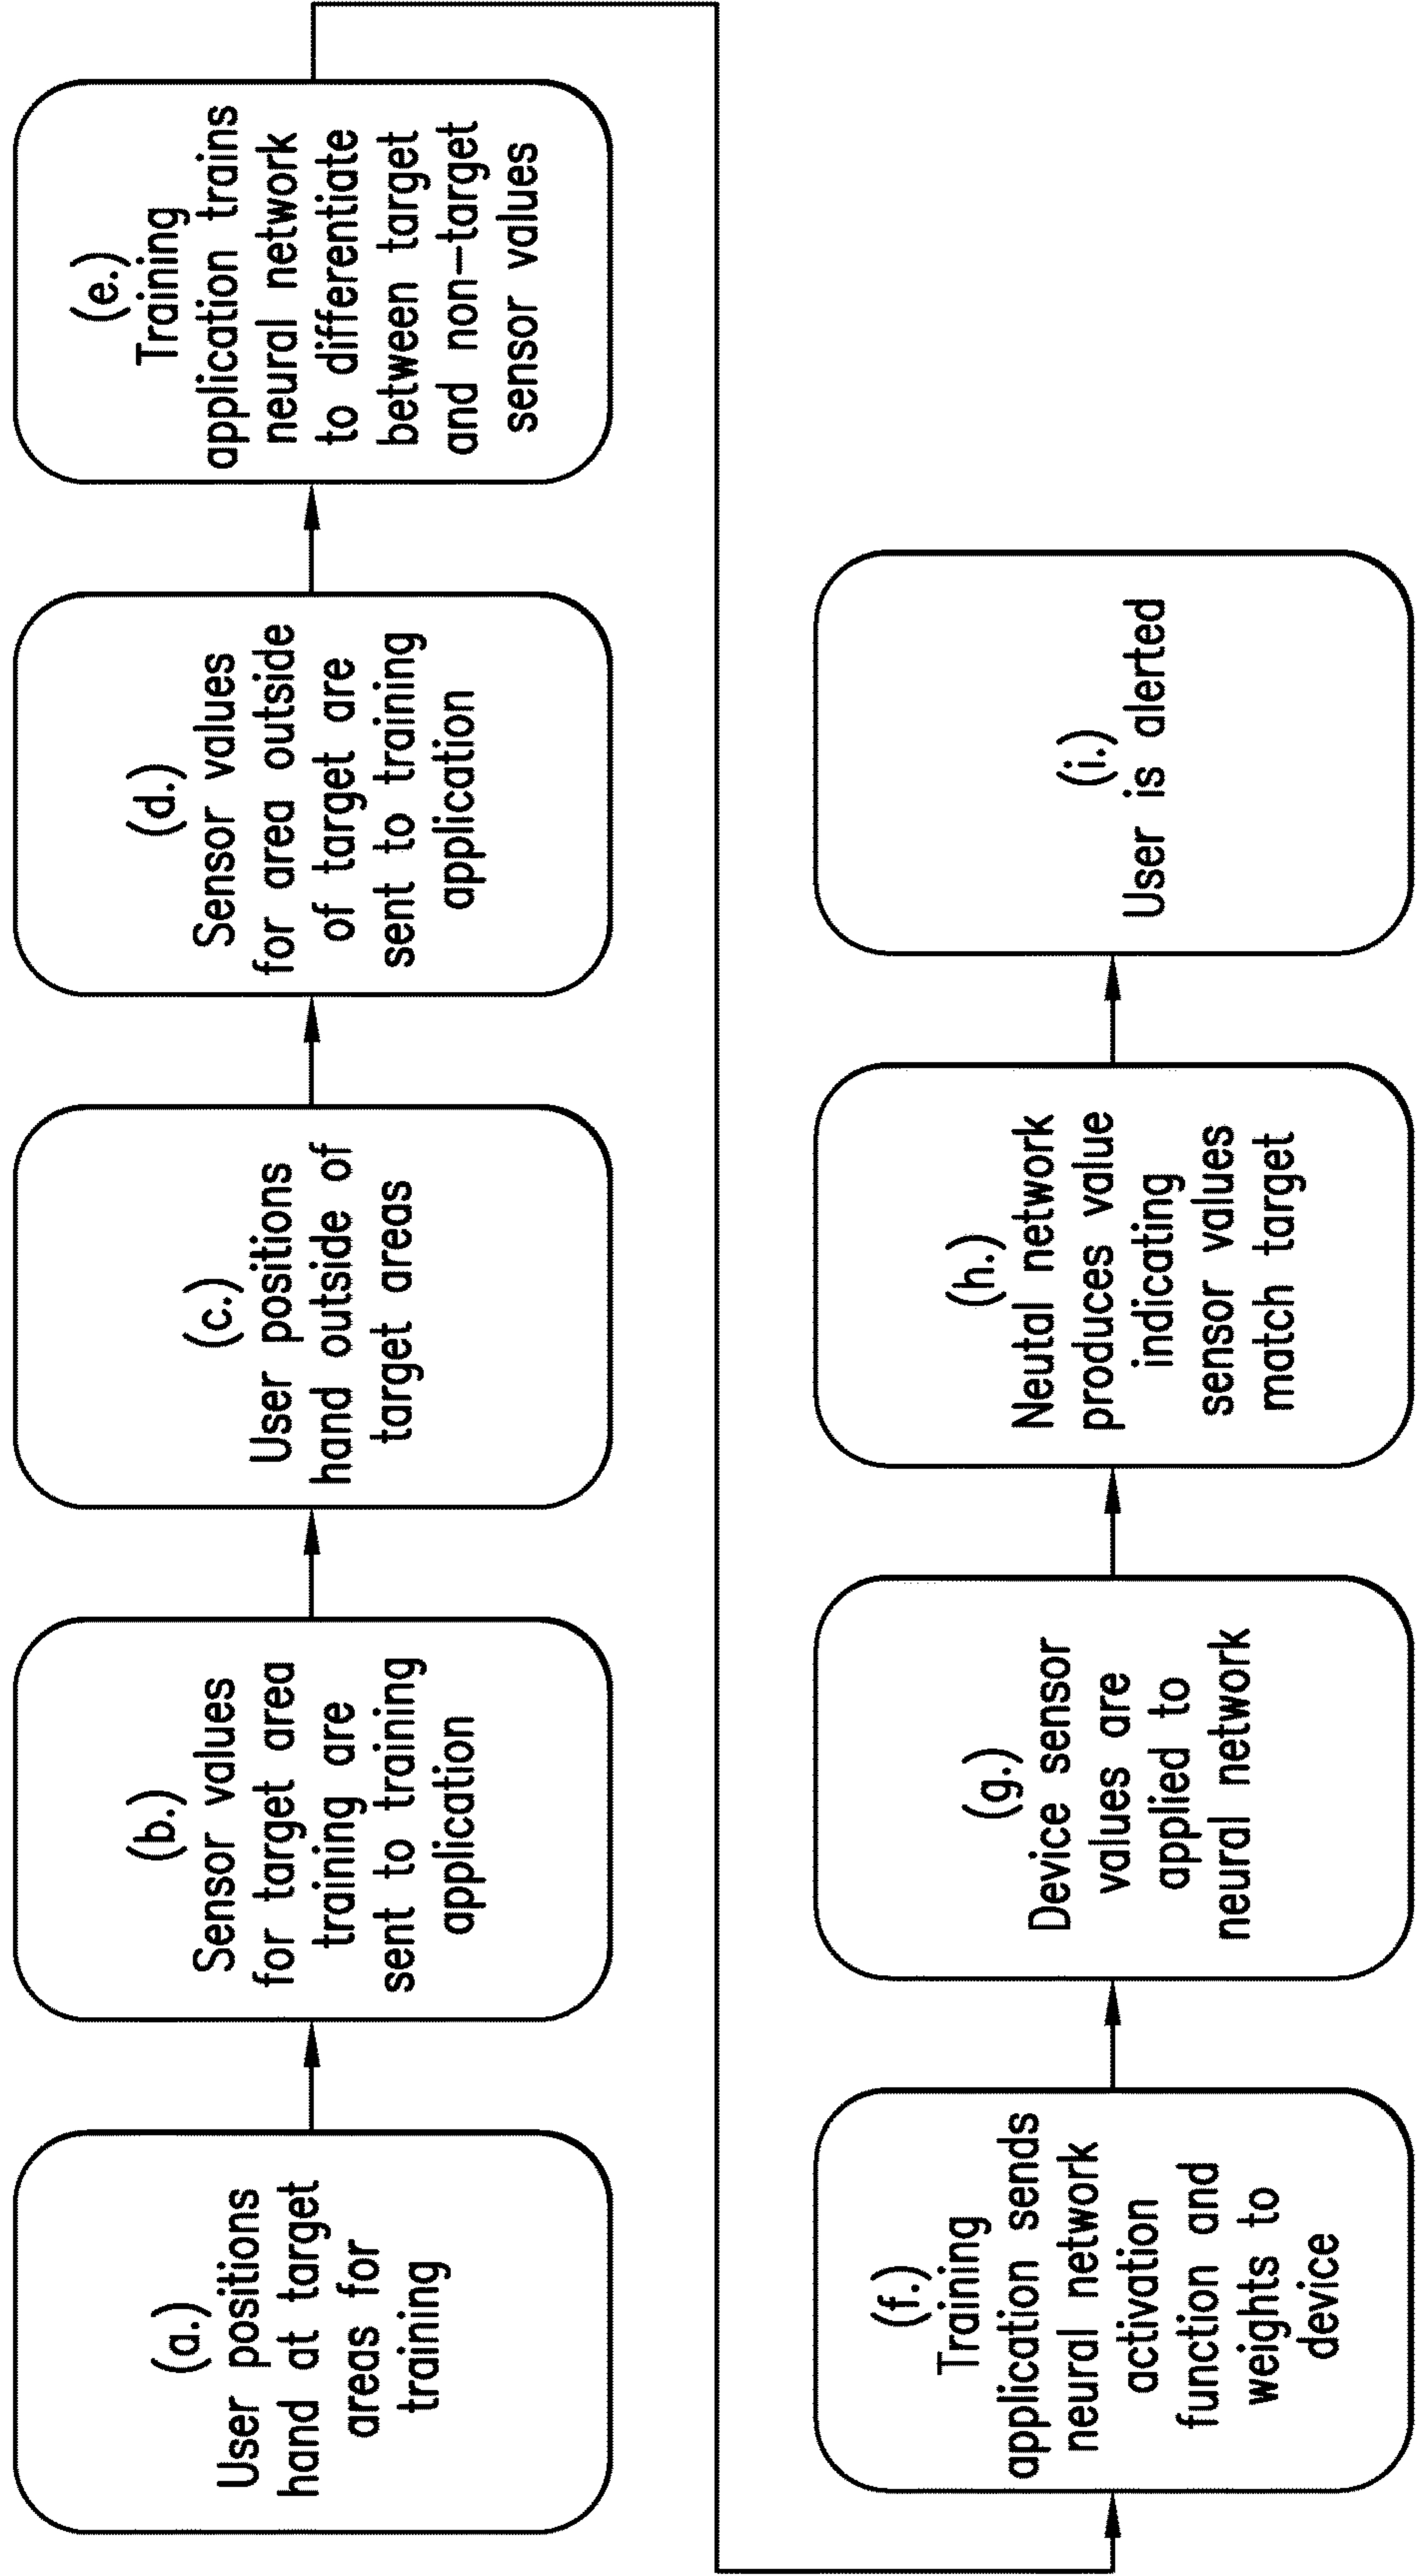 (a.)
User positions
hand at target
areas for
training
(b.)
Sensor values
for target area
training are
sent to training
application
(c.)
User positions
hand outside of
target areas
(d.)
Sensor values
for area outside
of target are
sent to training
application
(e.)
Training
application trains
neural network
to differentiate
between target
and non-target
sensor values
(f.)
Training
application sends
neural network
activation
function and
weights to
device
(g.)
Device sensor
values are
applied to
neural network
(h.)
Neutal network
produces value
indicating
sensor values
match target
(i.)
User is alerted